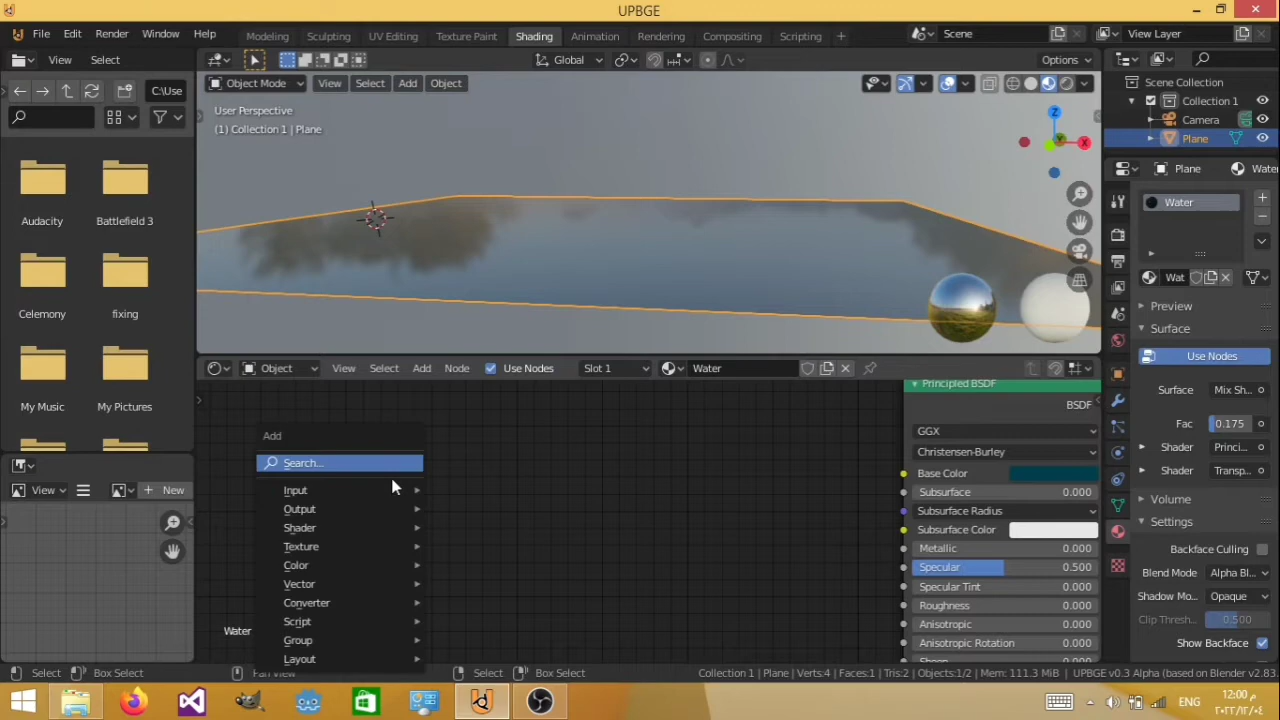 UPBGE
File Edit Render Window Help
Modeling Sculpting UV Editing Texture Paint Shading Animation Rendering Compositing Scripting +
Scene View Layer
View Select Global Options
C:\Use Object Mode View Select Add Object
User Perspective
(1) Collection 1 | Plane
Z
Y X
Audacity Battlefield 3
Celemony fixing
My Music My Pictures
View + New
Object View Select Add Node Use Nodes Slot 1 Water
Add
Search...
Input
Output
Shader
Texture
Color
Vector
Converter
Script
Group
Layout
Water
Principled BSDF
BSDF
GGX
Christensen-Burley
Base Color
Subsurface 0.000
Subsurface Radius
Subsurface Color
Metallic 0.000
Specular 0.500
Specular Tint 0.000
Roughness 0.000
Anisotropic 0.000
Anisotropic Rotation 0.000
Scene Collection
Collection 1
Camera
Plane
Plane Water
Water
Wat
Preview
Surface
Use Nodes
Surface Mix Sh...
Fac 0.175
Shader Princi...
Shader Transp...
Volume
Settings
Backface Culling
Blend Mode Alpha Bl...
Shadow Mo... Opaque
Clip Thresh... 0.500
Show Backface
Select Box Select Pan View Select Box Select
Collection 1 | Plane | Verts:4 | Faces:1 | Tris:2 | Objects:1/2 | Mem: 111.3 MiB | UPBGE v0.3 Alpha (based on Blender v2.83
ENG
12:00 م
٢٠٢٢/١٢/٠٤